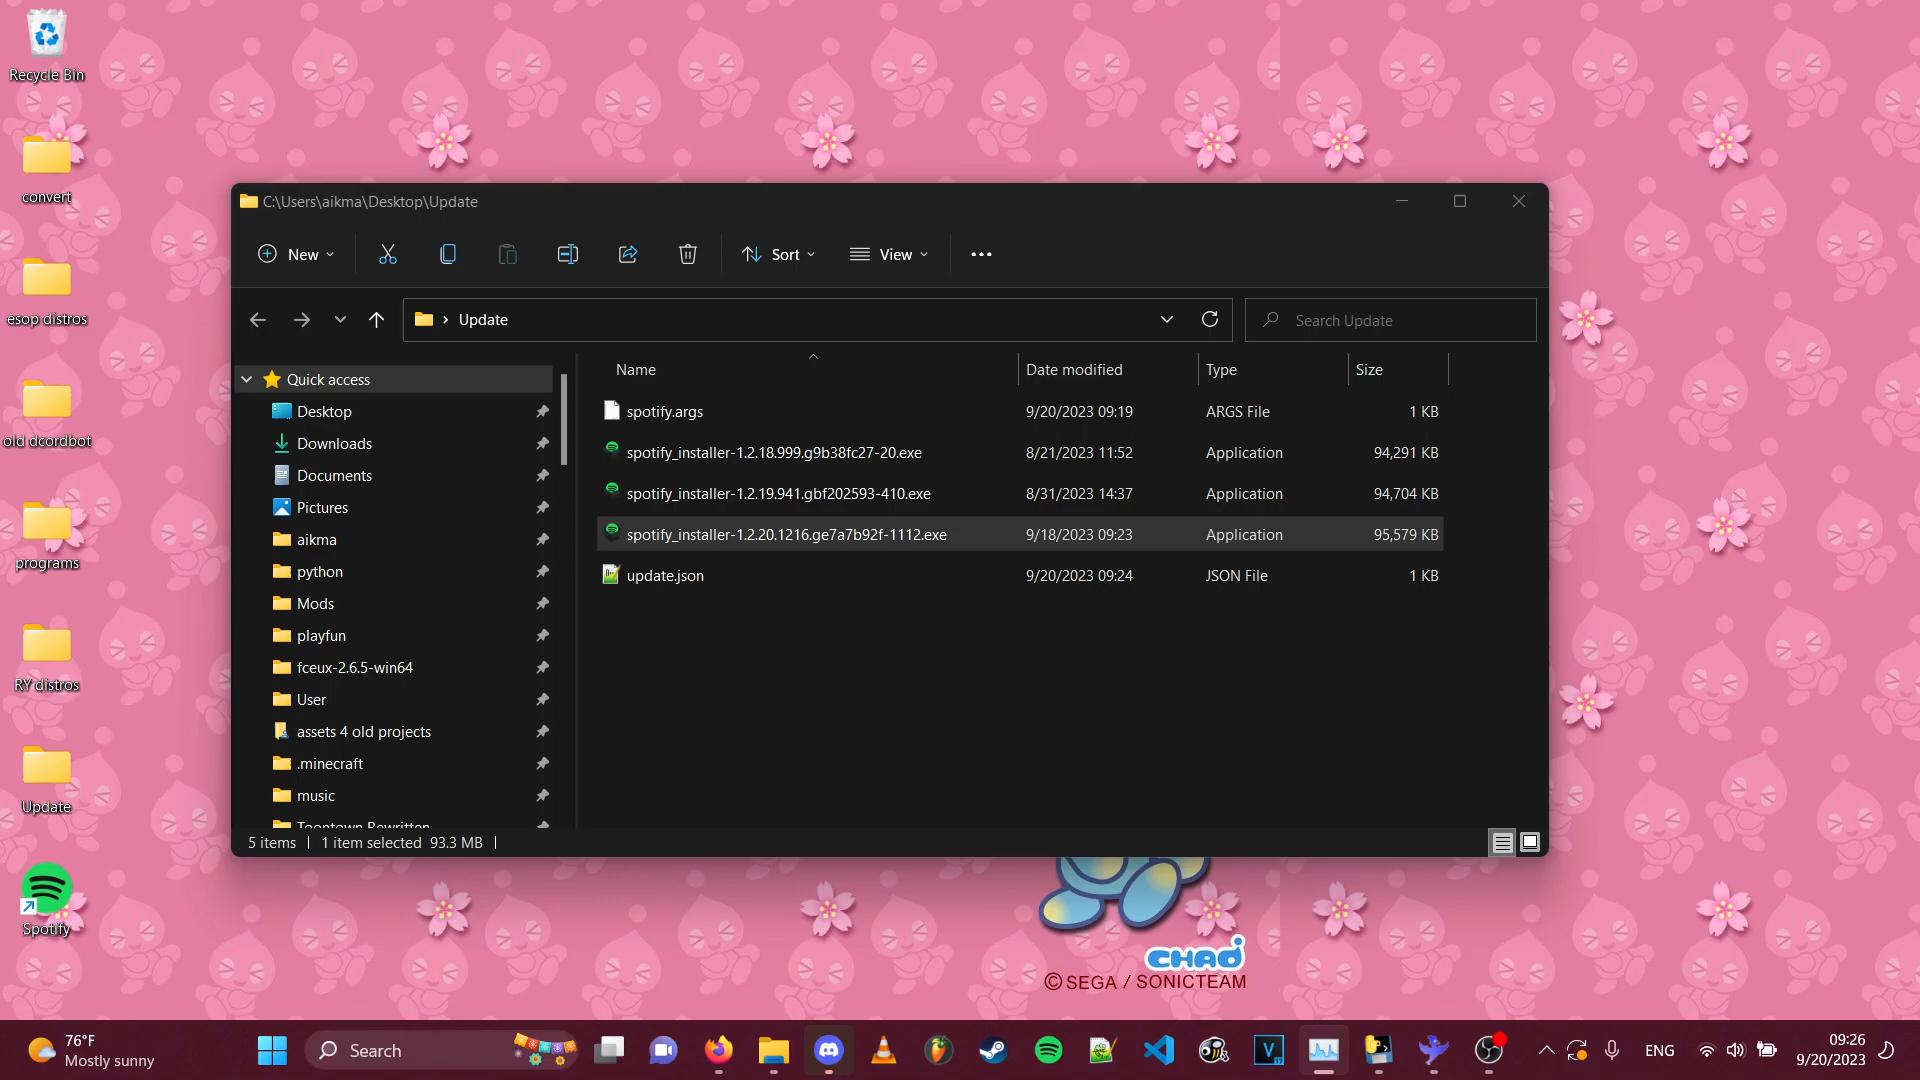 Recycle Bin
convert
esop distros
old dcordbot
programs
RY distros
Update
Spotify
C:\Users\aikma\Desktop\Update
New
Sort
View
Update
Search Update
Quick access
Desktop
Downloads
Documents
Pictures
aikma
python
Mods
playfun
fceux-2.6.5-win64
User
assets 4 old projects
.minecraft
music
Toontown Rewritten
Name Date modified Type Size
spotify.args 9/20/2023 09:19 ARGS File 1 KB
spotify_installer-1.2.18.999.g9b38fc27-20.exe 8/21/2023 11:52 Application 94,291 KB
spotify_installer-1.2.19.941.gbf202593-410.exe 8/31/2023 14:37 Application 94,704 KB
spotify_installer-1.2.20.1216.ge7a7b92f-1112.exe 9/18/2023 09:23 Application 95,579 KB
update.json 9/20/2023 09:24 JSON File 1 KB
5 items 1 item selected 93.3 MB
CHAO
©SEGA / SONICTEAM
76°F
Mostly sunny
Search
ENG
09:26
9/20/2023